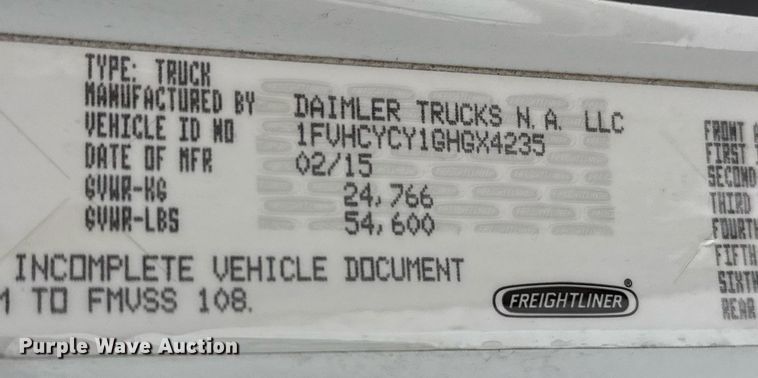 TYPE: TRUCK
MANUFACTURED BY DAIMLER TRUCKS N.A. LLC
VEHICLE ID NO 1FVHCYCY1GHGX4235
DATE OF MFR 02/15
GVWR-KG 24,766
GVWR-LBS 54,600
INCOMPLETE VEHICLE DOCUMENT
TO FMVSS 108.
FREIGHTLINER®
FRONT
FIRST
SECOND
THIRD
FOURTH
FIFTH
SIXTH
REAR
Purple Wave Auction